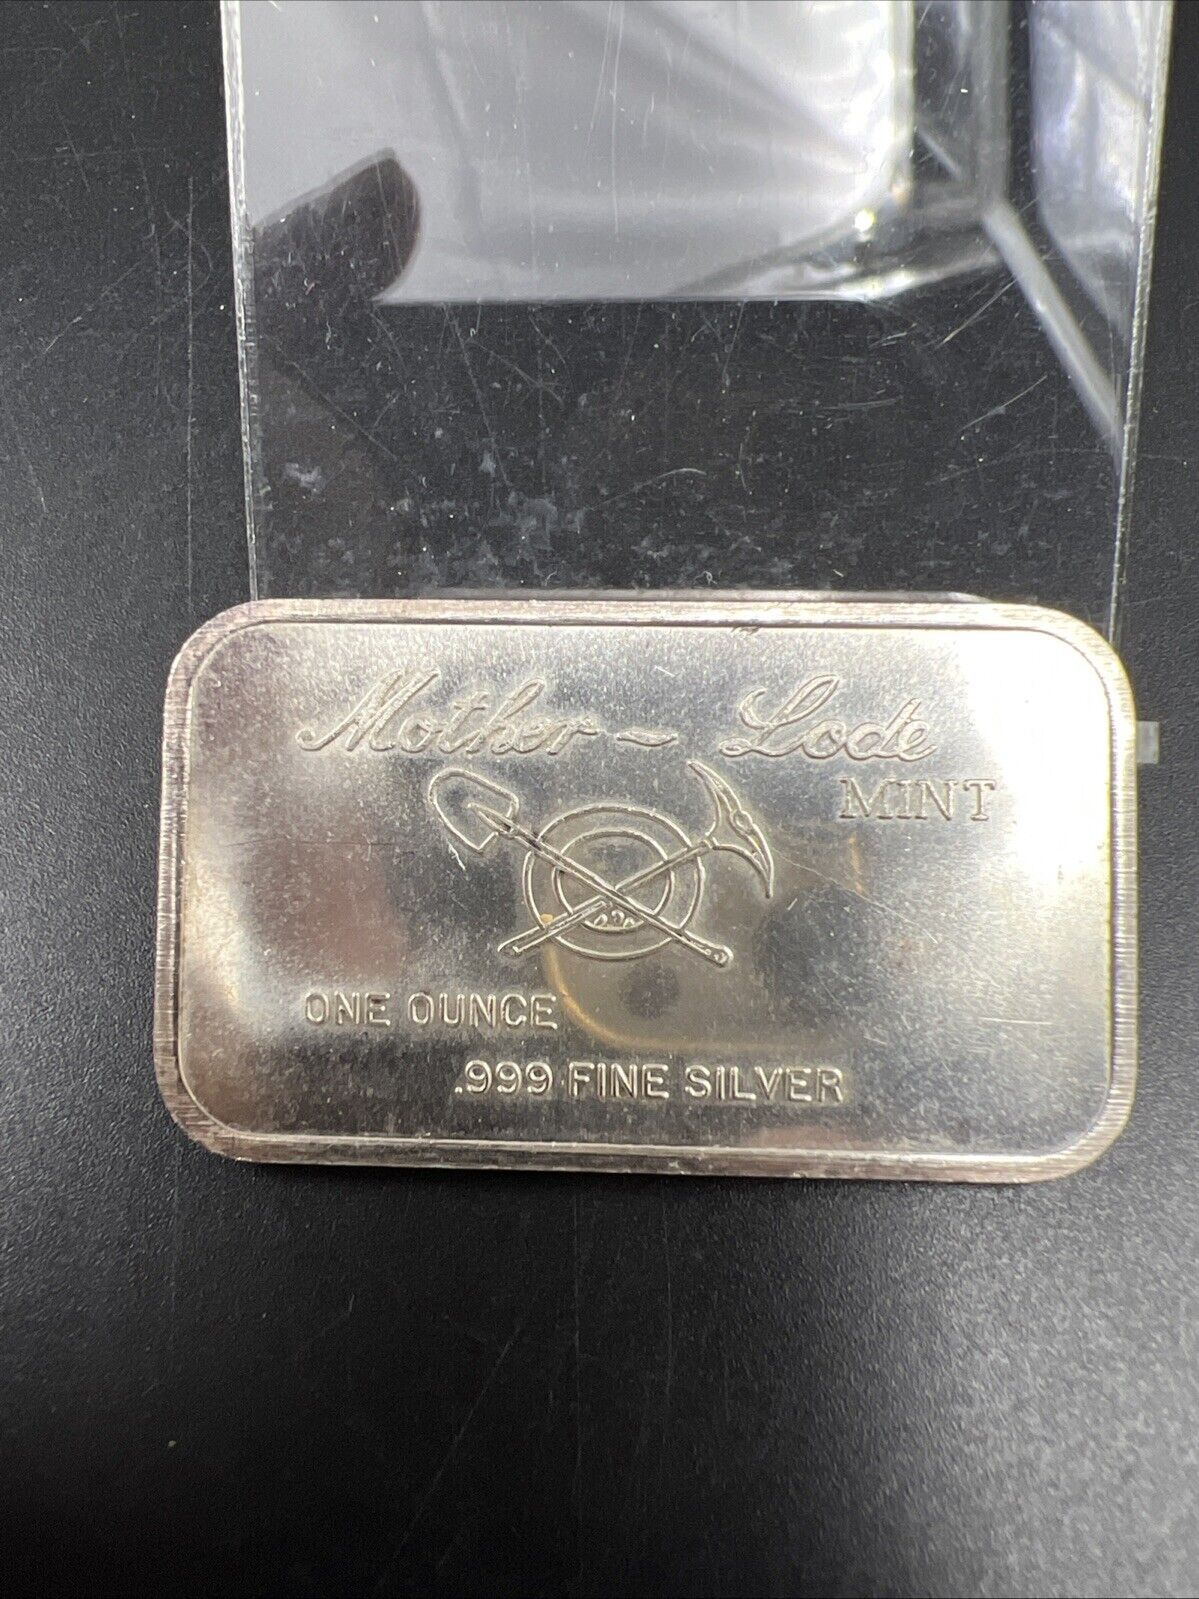 Mother - Lode
MINT
ONE OUNCE
.999 FINE SILVER